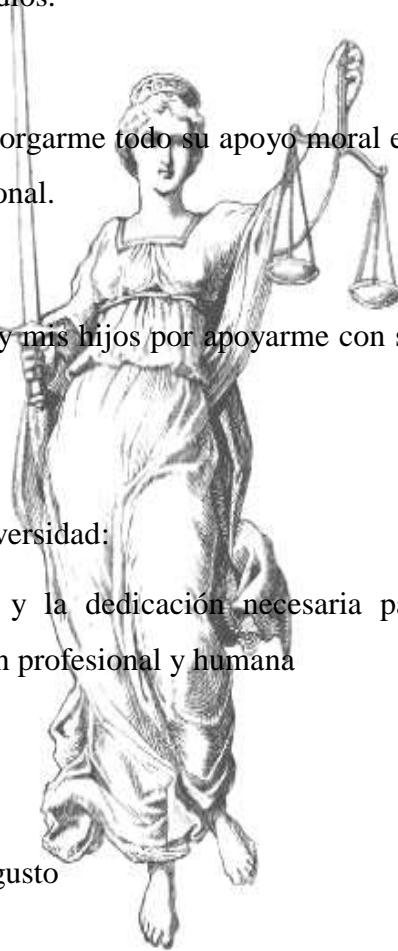 dios.
orgarme todo su apoyo moral e
onal.
y mis hijos por apoyarme con s
versidad:
y la dedicación necesaria pa
n profesional y humana
gusto